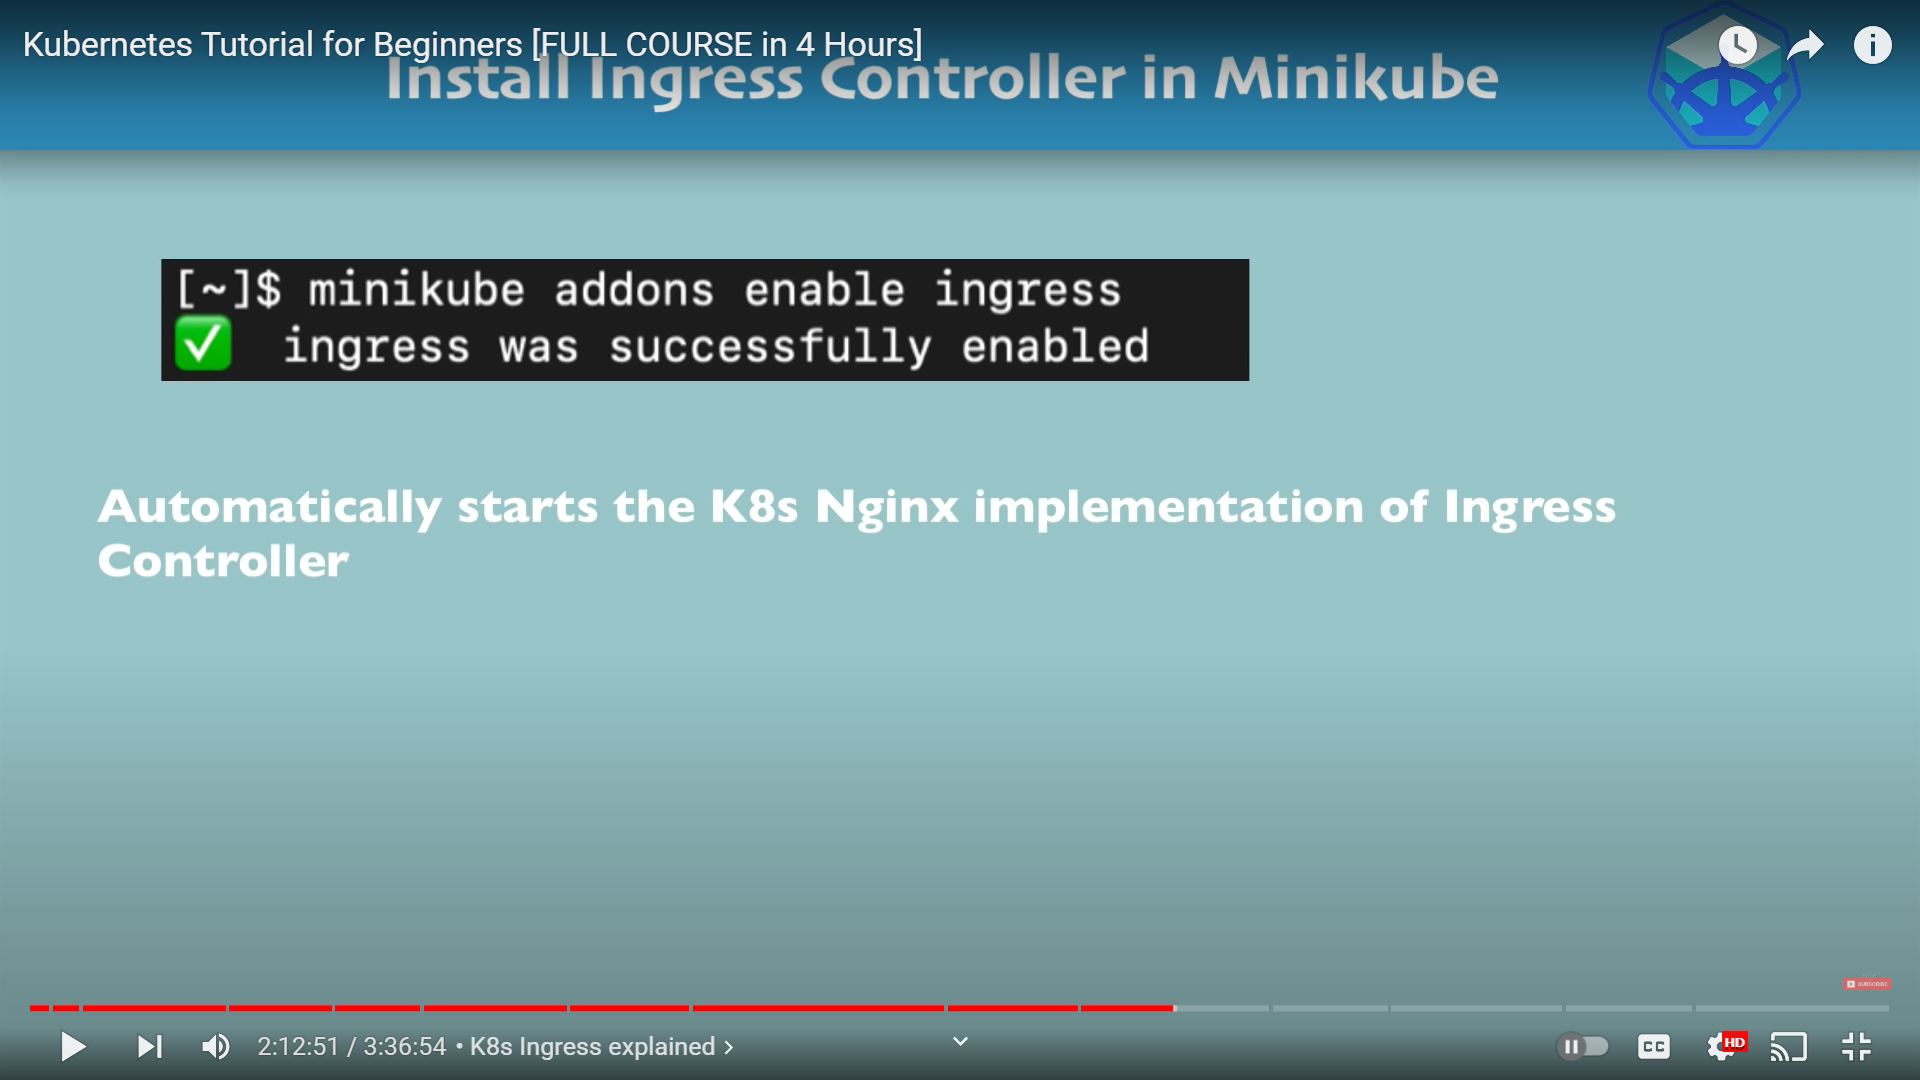 Kubernetes Tutorial for Beginners [FULL COURSE in 4 Hours]
Install Ingress Controller in Minikube
[~]$ minikube addons enable ingress
✅ ingress was successfully enabled
Automatically starts the K8s Nginx implementation of Ingress
Controller
SUBSCRIBE
2:12:51 / 3:36:54 • K8s Ingress explained >
CC
HD